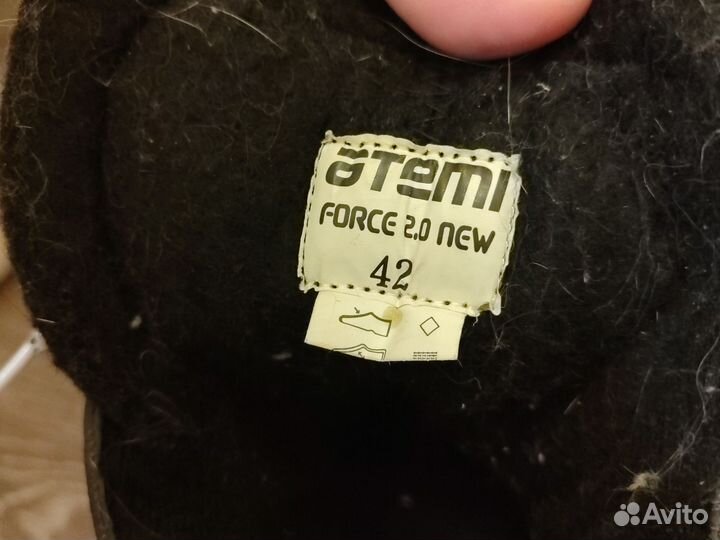 aTemi
FORCE 2.0 new
42
Avito